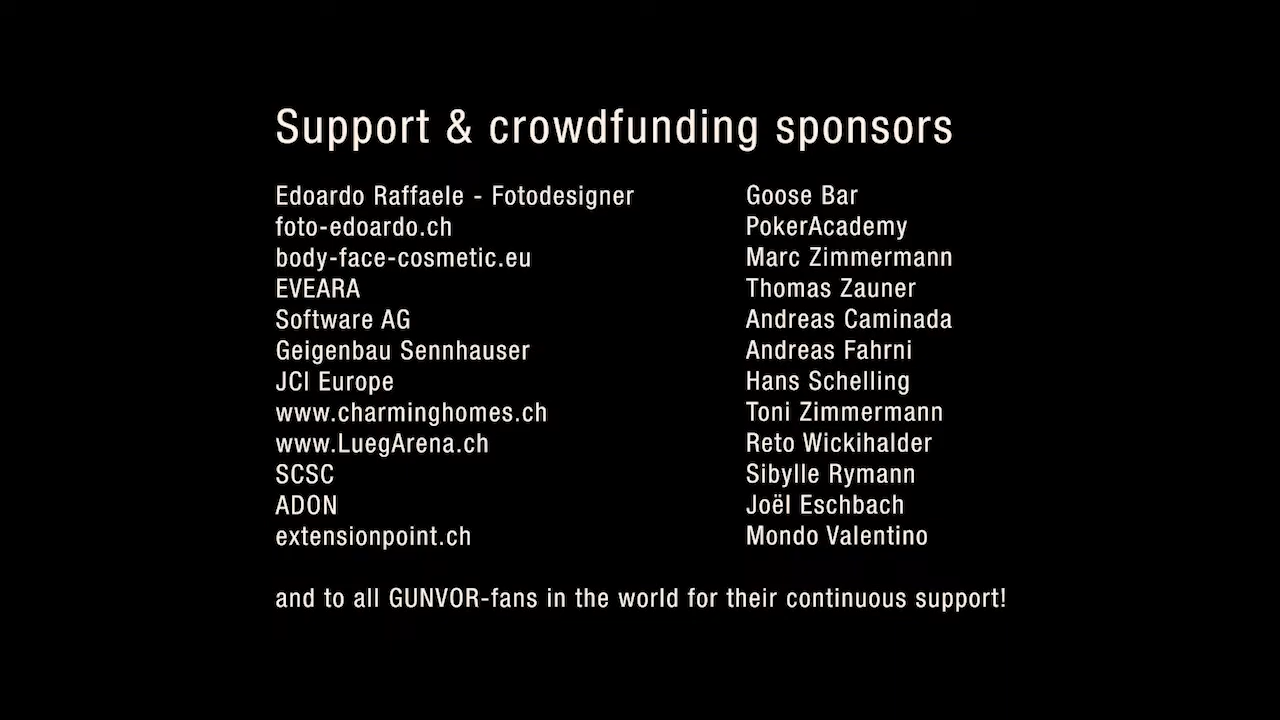 Support & crowdfunding sponsors
Edoardo Raffaele - Fotodesigner
foto-edoardo.ch
body-face-cosmetic.eu
EVEARA
Software AG
Geigenbau Sennhauser
JCI Europe
www.charminghomes.ch
www.LuegArena.ch
SCSC
ADON
extensionpoint.ch
Goose Bar
PokerAcademy
Marc Zimmermann
Thomas Zauner
Andreas Caminada
Andreas Fahrni
Hans Schelling
Toni Zimmermann
Reto Wickihalder
Sibylle Rymann
Joël Eschbach
Mondo Valentino
and to all GUNVOR-fans in the world for their continuous support!